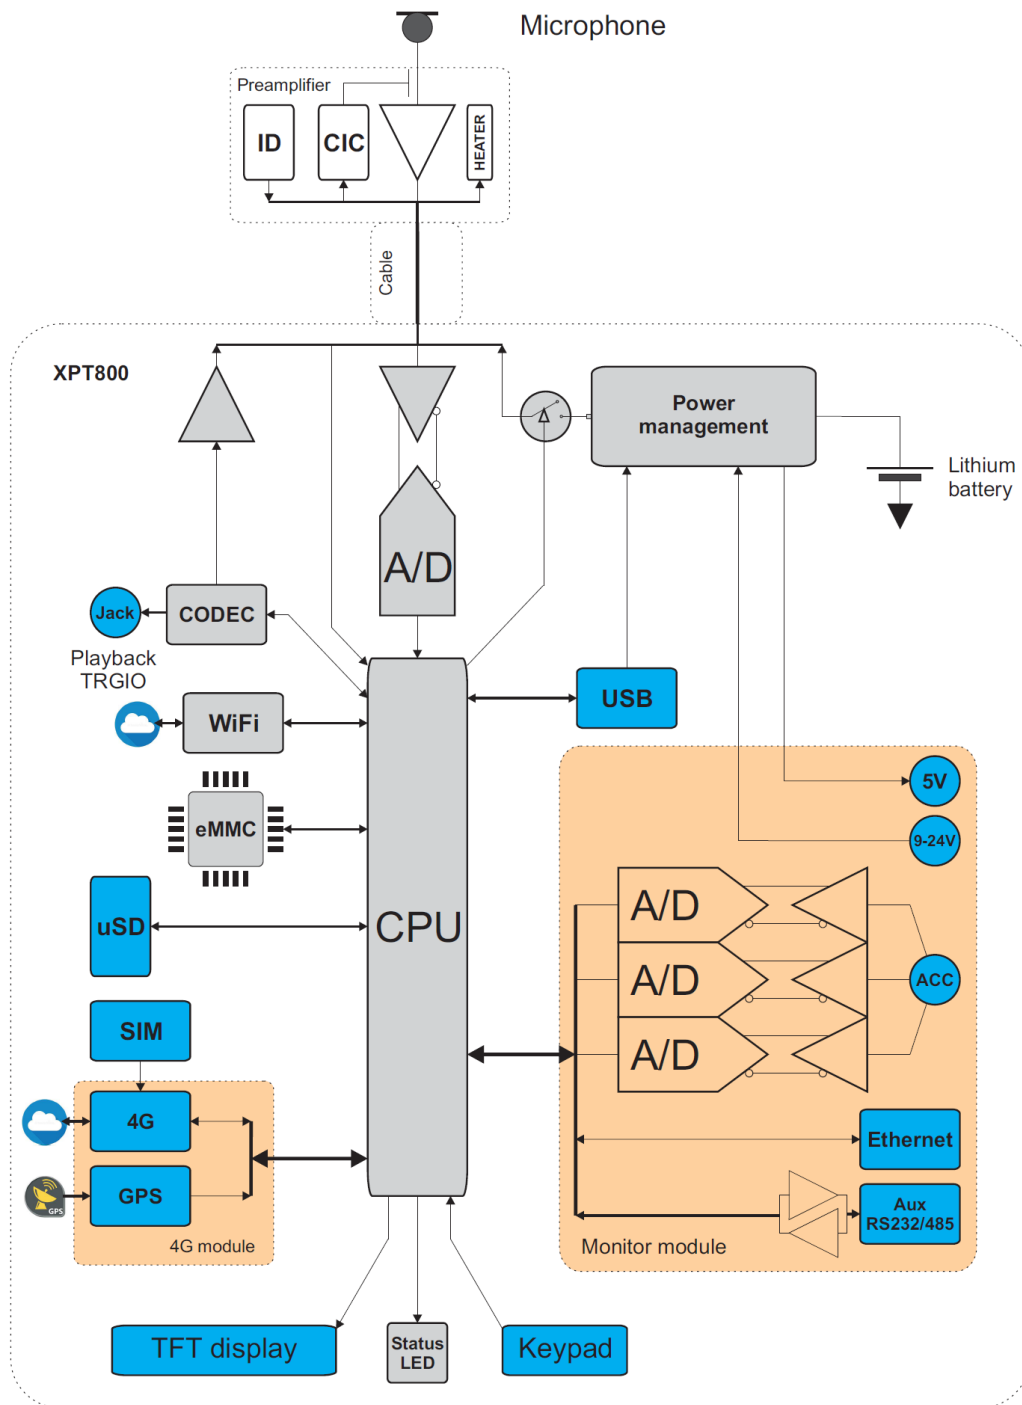 Microphone
Preamplifier
ID
CIC
HEATER
Cable
XPT800
Power
management
Lithium
battery
A/D
Jack
CODEC
Playback
TRGIO
USB
WiFi
5V
eMMC
9-24V
A/D
uSD
CPU
A/D
ACC
SIM
A/D
4G
Ethernet
GPS
GPS
Aux
RS232/485
4G module
Monitor module
TFT display
Status
LED
Keypad